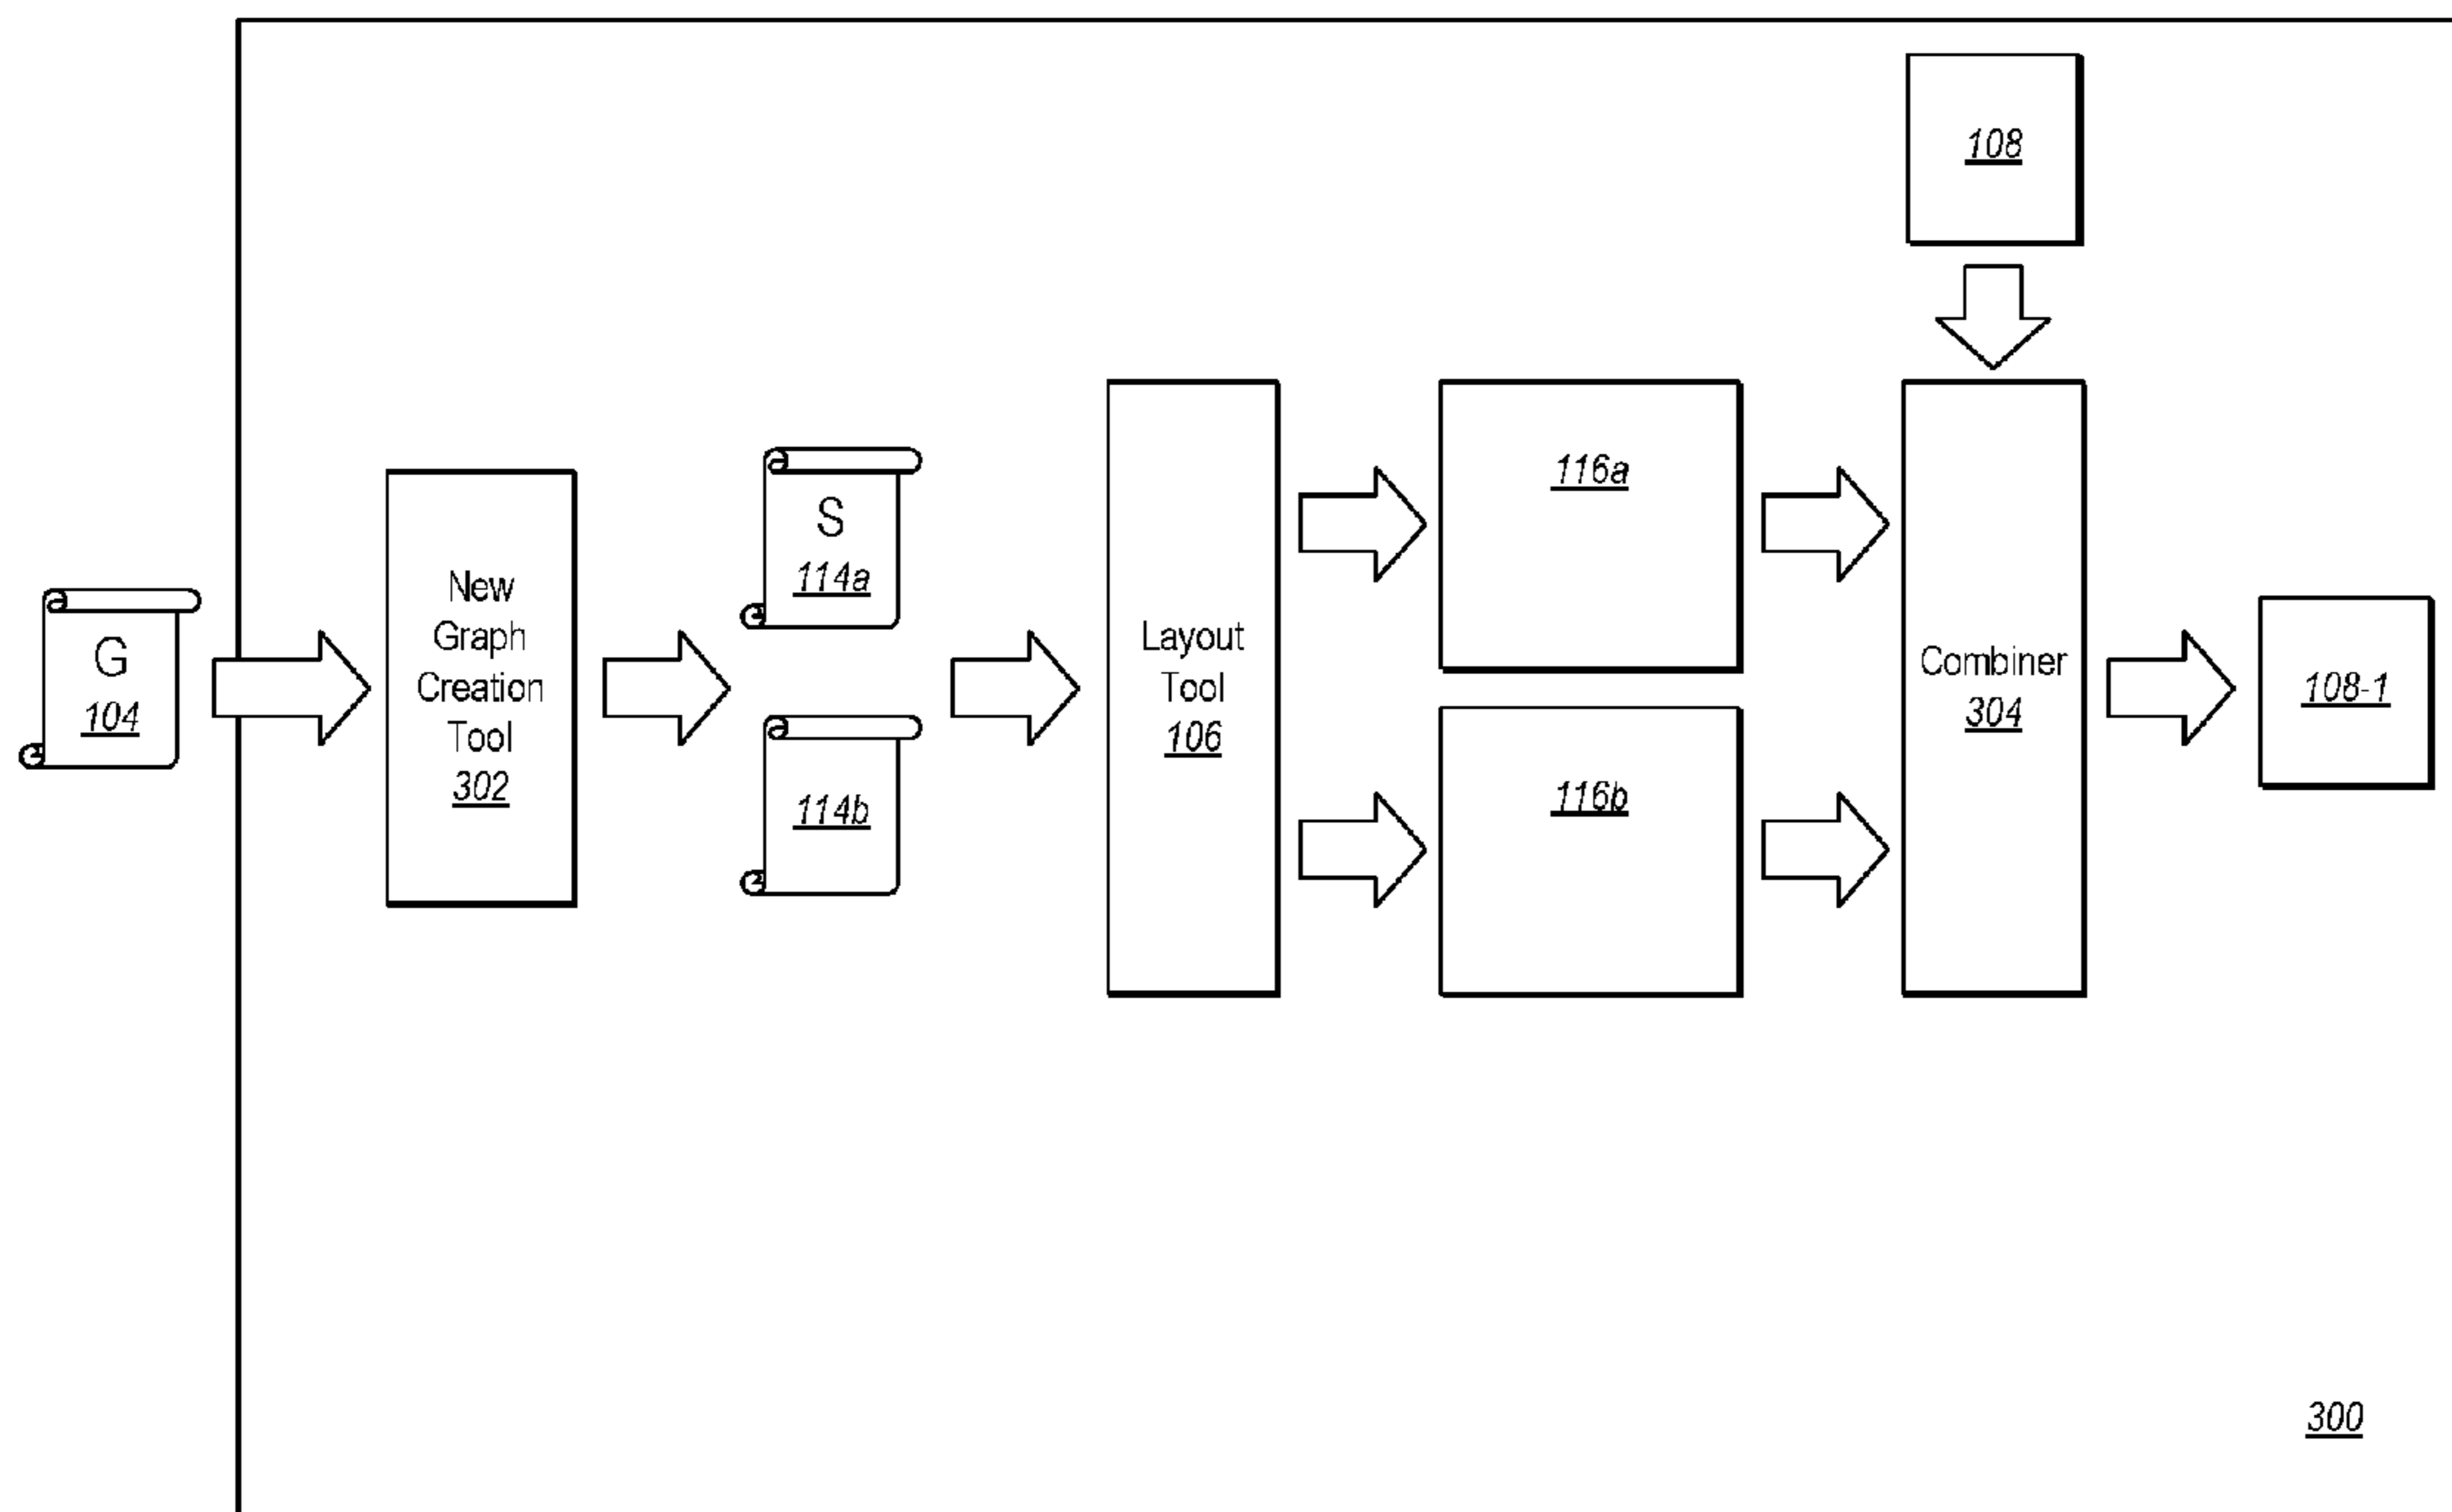 108
G
104
New
Graph
Creation
Tool
302
S
114a
114b
Layout
Tool
106
116a
116b
Combiner
304
108-1
300